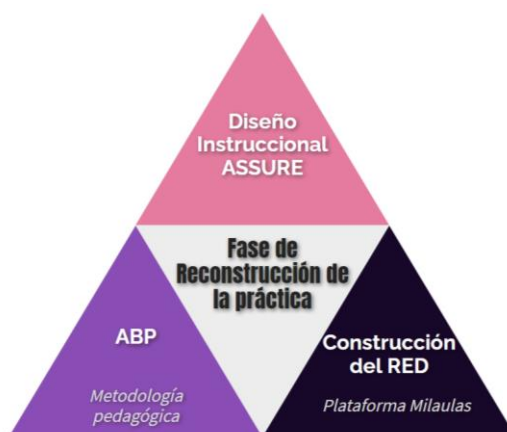 Diseño
Instruccional
ASSURE
Fase de
Reconstrucción de
la práctica
ABP
Metodología
pedagógica
Construcción
del RED
Plataforma Milaulas